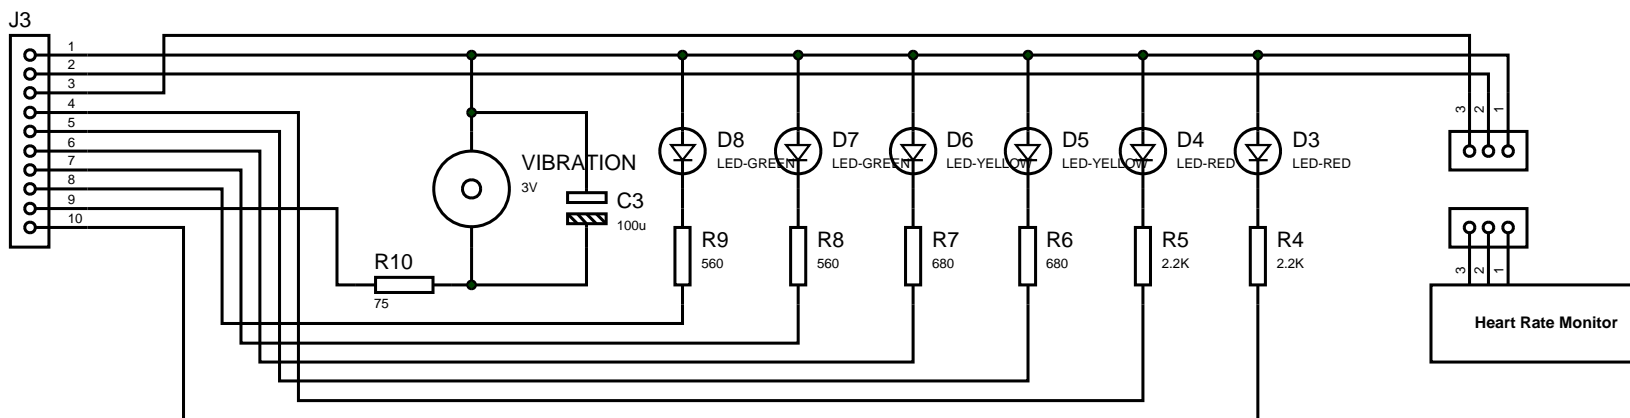 J3
1
2
3
4
5
6
7
8
9
10
VIBRATION
3V
C3
100u
R10
75
D8
LED-GREEN
D7
LED-GREEN
D6
LED-YELLOW
D5
LED-YELLOW
D4
LED-RED
D3
LED-RED
R9
560
R8
560
R7
680
R6
680
R5
2.2K
R4
2.2K
3
2
1
3
2
1
Heart Rate Monitor